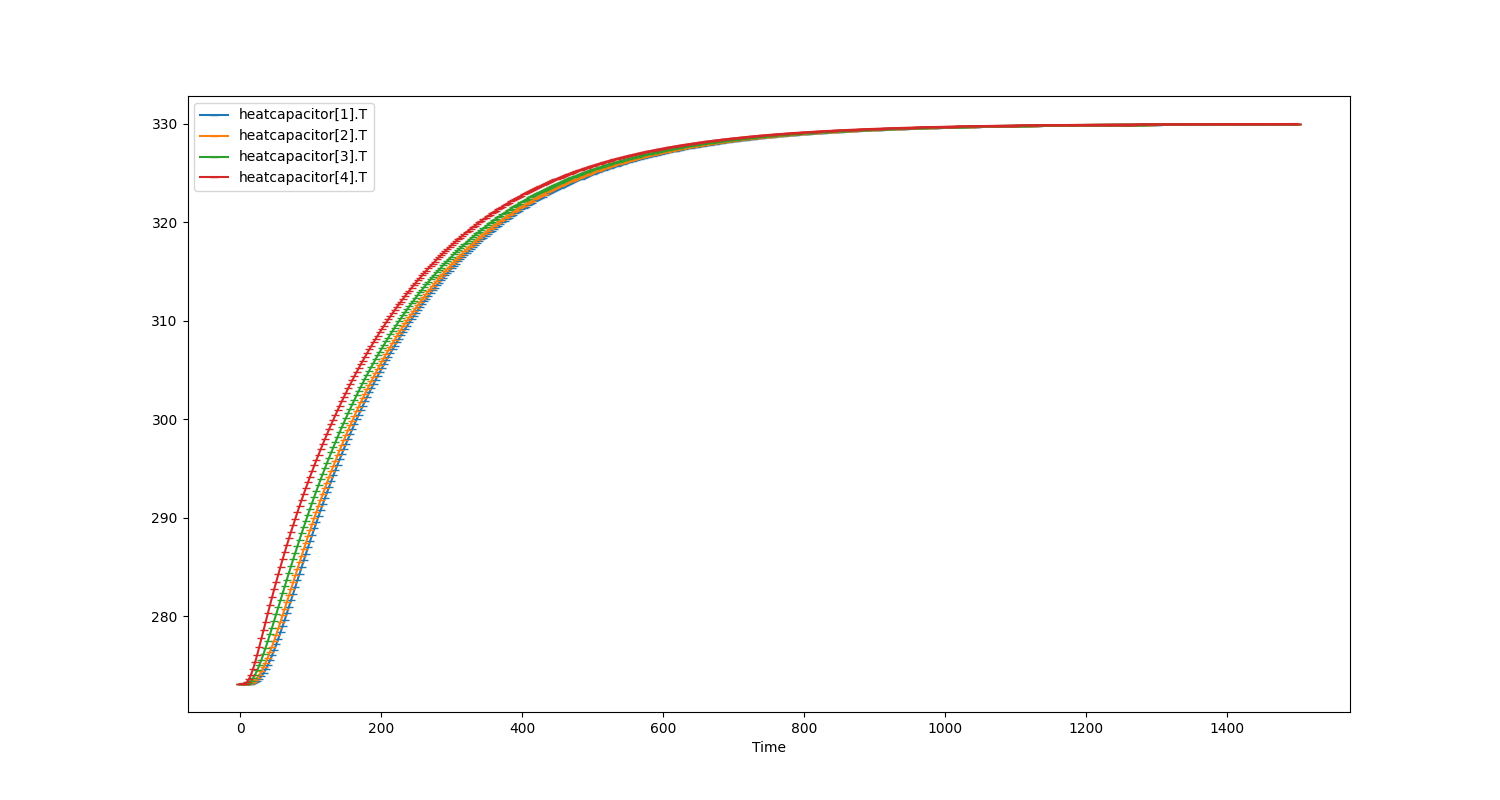 heatcapacitor[1].T
heatcapacitor[2].T
heatcapacitor[3].T
heatcapacitor[4].T
330
320
310
300
290
280
0 200 400 600 800 1000 1200 1400
Time